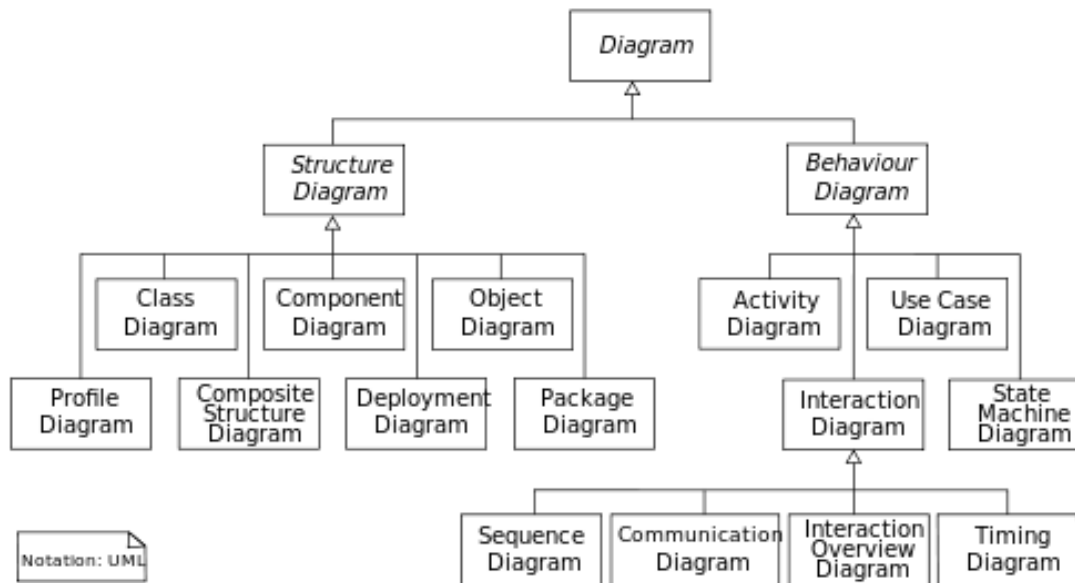 Diagram
Structure
Diagram
Behaviour
Diagram
Class
Diagram
Component
Diagram
Object
Diagram
Activity
Diagram
Use Case
Diagram
Profile
Diagram
Composite
Structure
Diagram
Deployment
Diagram
Package
Diagram
Interaction
Diagram
State
Machine
Diagram
Sequence
Diagram
Communication
Diagram
Interaction
Overview
Diagram
Timing
Diagram
Notation: UML